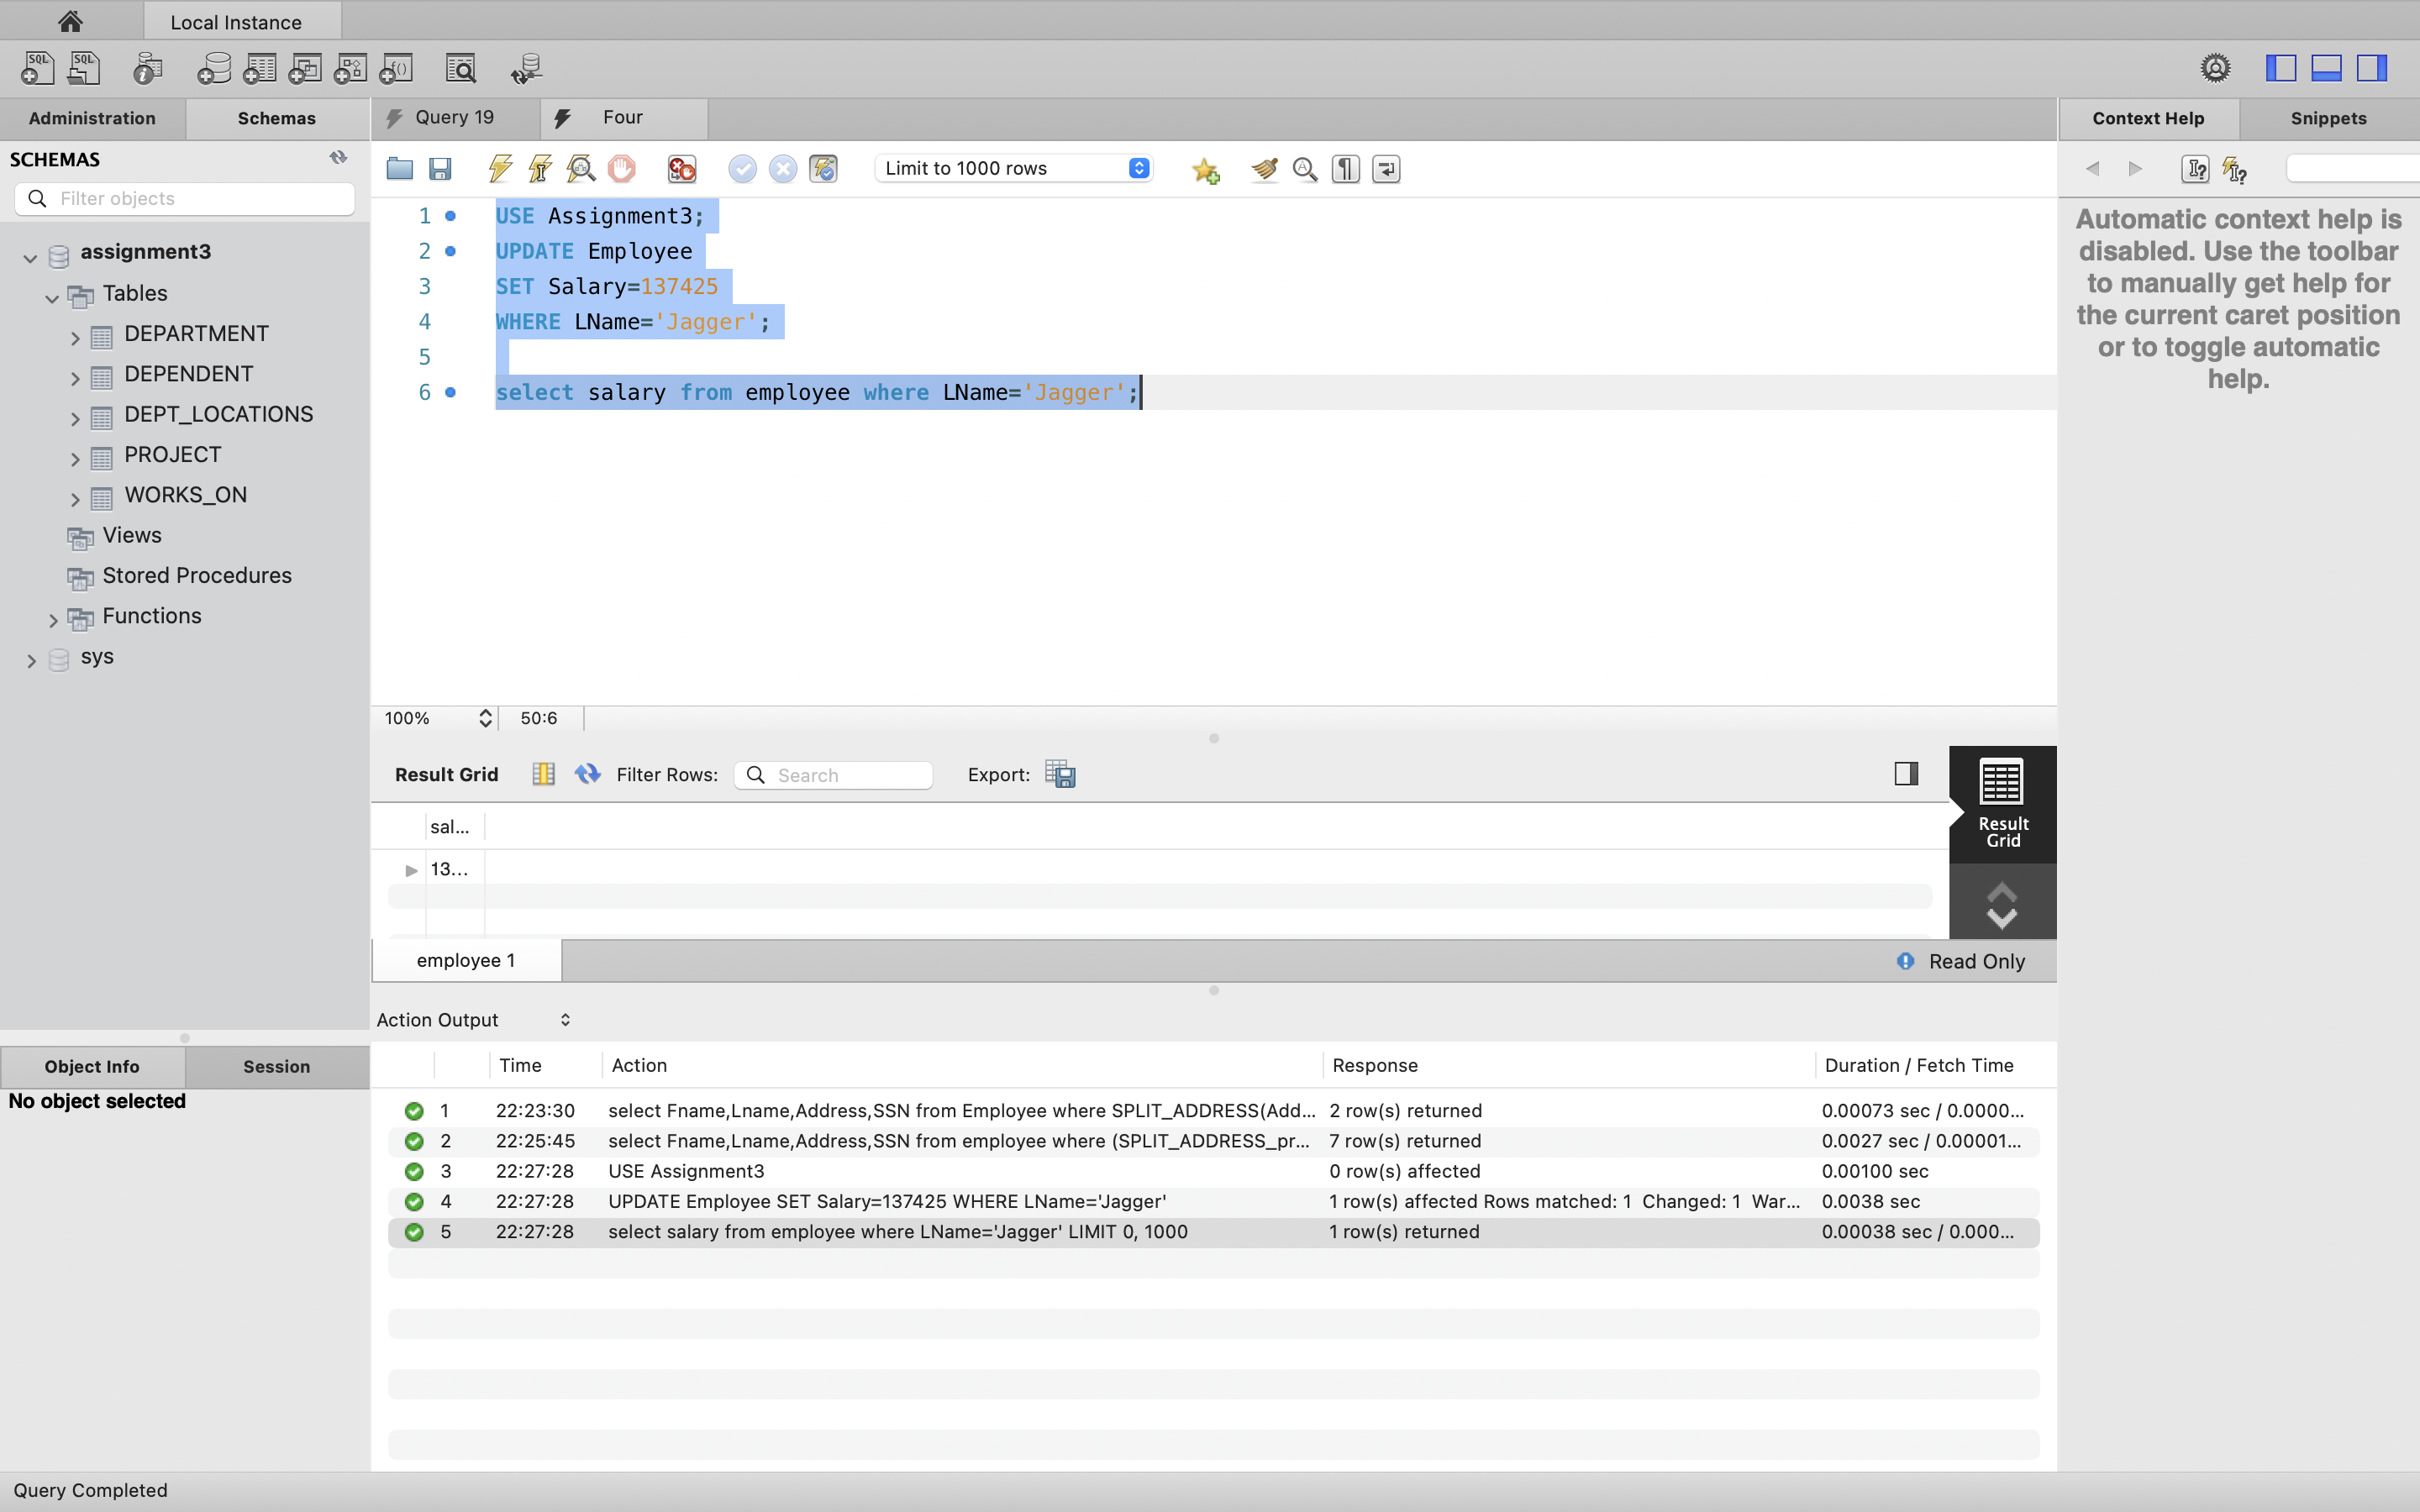 Local Instance
Administration
Schemas
Query 19
Four
Context Help
Snippets
SCHEMAS
Limit to 1000 rows
Filter objects
assignment3
Tables
DEPARTMENT
DEPENDENT
DEPT_LOCATIONS
PROJECT
WORKS_ON
Views
Stored Procedures
Functions
sys
1 USE Assignment3;
2 UPDATE Employee
3 SET Salary=137425
4 WHERE LName='Jagger';
5
6 select salary from employee where LName='Jagger';
Automatic context help is
disabled. Use the toolbar
to manually get help for
the current caret position
or to toggle automatic
help.
100% 50:6
Result Grid Filter Rows: Search Export:
Result
Grid
sal...
13...
employee 1
Read Only
Object Info
Session
No object selected
Action Output
Time Action Response Duration / Fetch Time
1 22:23:30 select Fname,Lname,Address,SSN from Employee where SPLIT_ADDRESS(Add... 2 row(s) returned 0.00073 sec / 0.0000...
2 22:25:45 select Fname,Lname,Address,SSN from employee where (SPLIT_ADDRESS_pr... 7 row(s) returned 0.0027 sec / 0.00001...
3 22:27:28 USE Assignment3 0 row(s) affected 0.00100 sec
4 22:27:28 UPDATE Employee SET Salary=137425 WHERE LName='Jagger' 1 row(s) affected Rows matched: 1 Changed: 1 War... 0.0038 sec
5 22:27:28 select salary from employee where LName='Jagger' LIMIT 0, 1000 1 row(s) returned 0.00038 sec / 0.000...
Query Completed